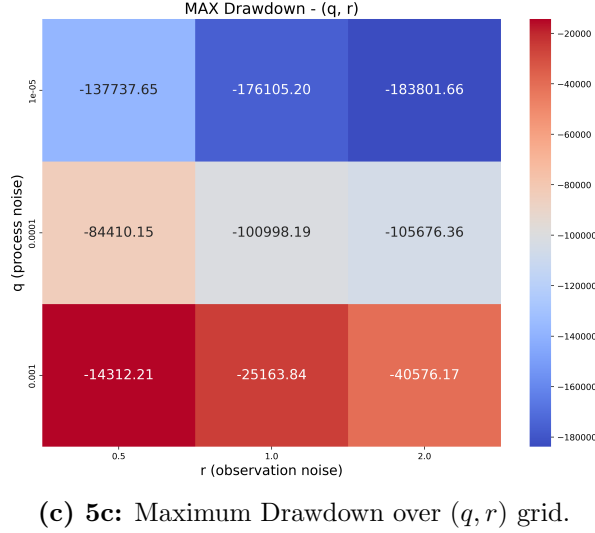 MAX Drawdown - (q, r)
q (process noise)
1e-05
-137737.65 -176105.20 -183801.66
0.0001
-84410.15 -100998.19 -105676.36
0.001
-14312.21 -25163.84 -40576.17
0.5 1.0 2.0
r (observation noise)
-20000
-40000
-60000
-80000
-100000
-120000
-140000
-160000
-180000
(c) 5c: Maximum Drawdown over (q, r) grid.